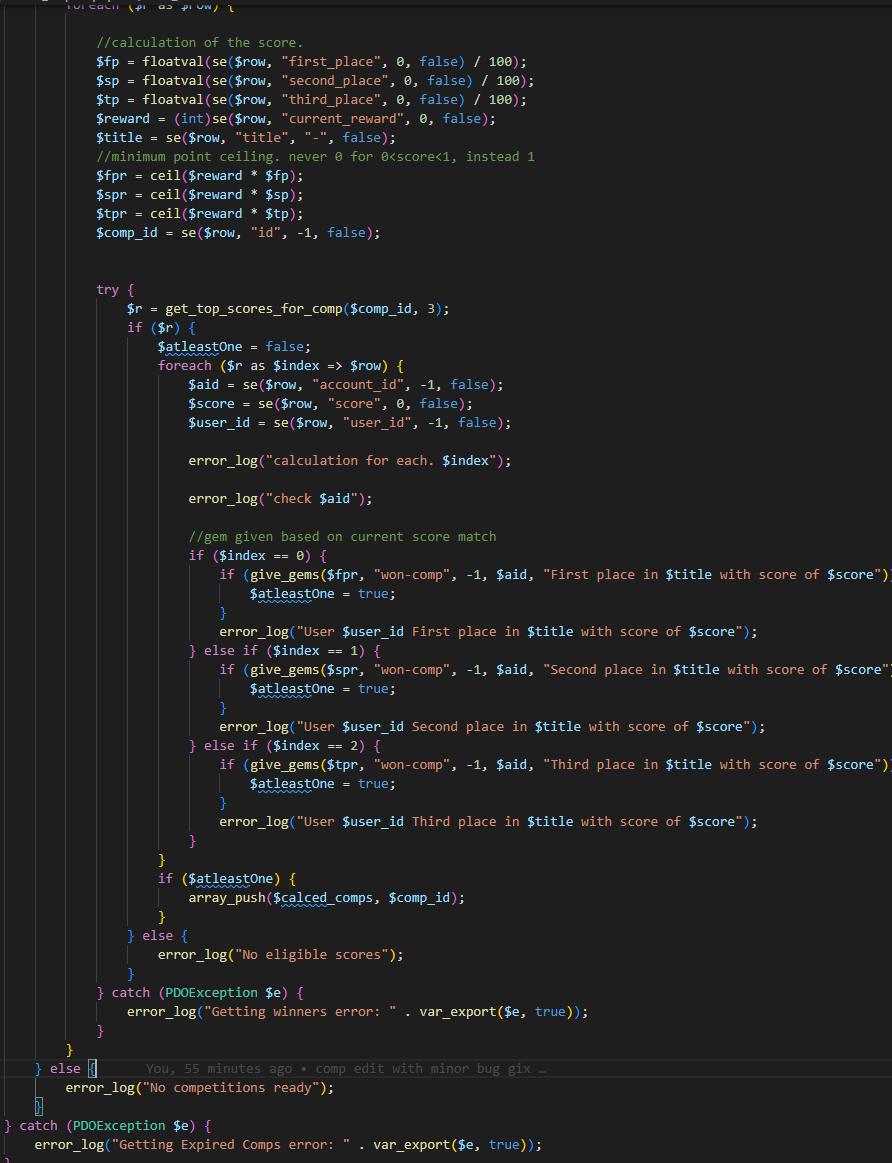 foreach ($r as $row) {
//calculation of the score.
$fp = floatval(se($row, "first_place", 0, false) / 100);
$sp = floatval(se($row, "second_place", 0, false) / 100);
$tp = floatval(se($row, "third_place", 0, false) / 100);
$reward = (int)se($row, "current_reward", 0, false);
$title = se($row, "title", "-", false);
//minimum point ceiling. never 0 for 0<score<1, instead 1
$fpr = ceil($reward * $fp);
$spr = ceil($reward * $sp);
$tpr = ceil($reward * $tp);
$comp_id = se($row, "id", -1, false);
try {
$r = get_top_scores_for_comp($comp_id, 3);
if ($r) {
$atleastOne = false;
foreach ($r as $index => $row) {
$aid = se($row, "account_id", -1, false);
$score = se($row, "score", 0, false);
$user_id = se($row, "user_id", -1, false);
error_log("calculation for each. $index");
error_log("check $aid");
//gem given based on current score match
if ($index == 0) {
if (give_gems($fpr, "won-comp", -1, $aid, "First place in $title with score of $score"))
$atleastOne = true;
}
error_log("User $user_id First place in $title with score of $score");
} else if ($index == 1) {
if (give_gems($spr, "won-comp", -1, $aid, "Second place in $title with score of $score")
$atleastOne = true;
}
error_log("User $user_id Second place in $title with score of $score");
} else if ($index == 2) {
if (give_gems($tpr, "won-comp", -1, $aid, "Third place in $title with score of $score"))
$atleastOne = true;
}
error_log("User $user_id Third place in $title with score of $score");
}
}
if ($atleastOne) {
array_push($calced_comps, $comp_id);
}
} else {
error_log("No eligible scores");
}
} catch (PDOException $e) {
error_log("Getting winners error: " . var_export($e, true));
}
}
} else { You, 55 minutes ago • comp edit with minor bug gix …
error_log("No competitions ready");
}
} catch (PDOException $e) {
error_log("Getting Expired Comps error: " . var_export($e, true));
}